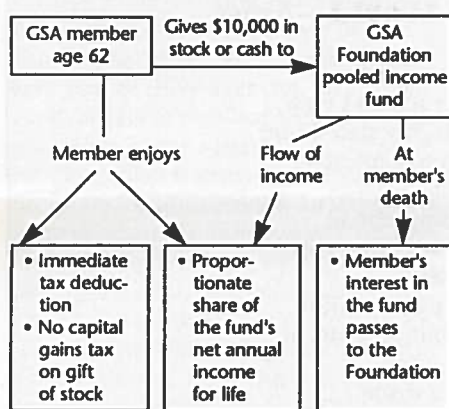 GSA member
age 62
Gives $10,000 in
stock or cash to
GSA
Foundation
pooled income
fund
Member enjoys
Flow of
income
At
member's
death
• Immediate
tax deduc-
tion
• No capital
gains tax
on gift
of stock
• Propor-
tionate
share of
the fund's
net annual
income
for life
• Member's
interest in
the fund
passes
to the
Foundation